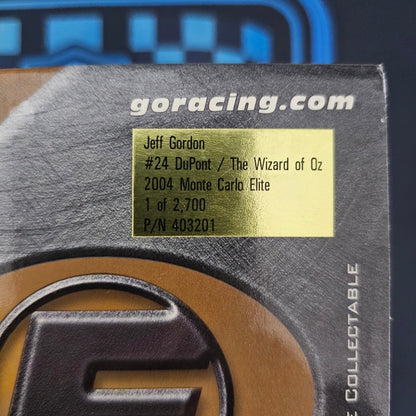 goracing.com
Jeff Gordon
#24 DuPont / The Wizard of Oz
2004 Monte Carlo Elite
1 of 2,700
P/N 403201
COLLECTABLE